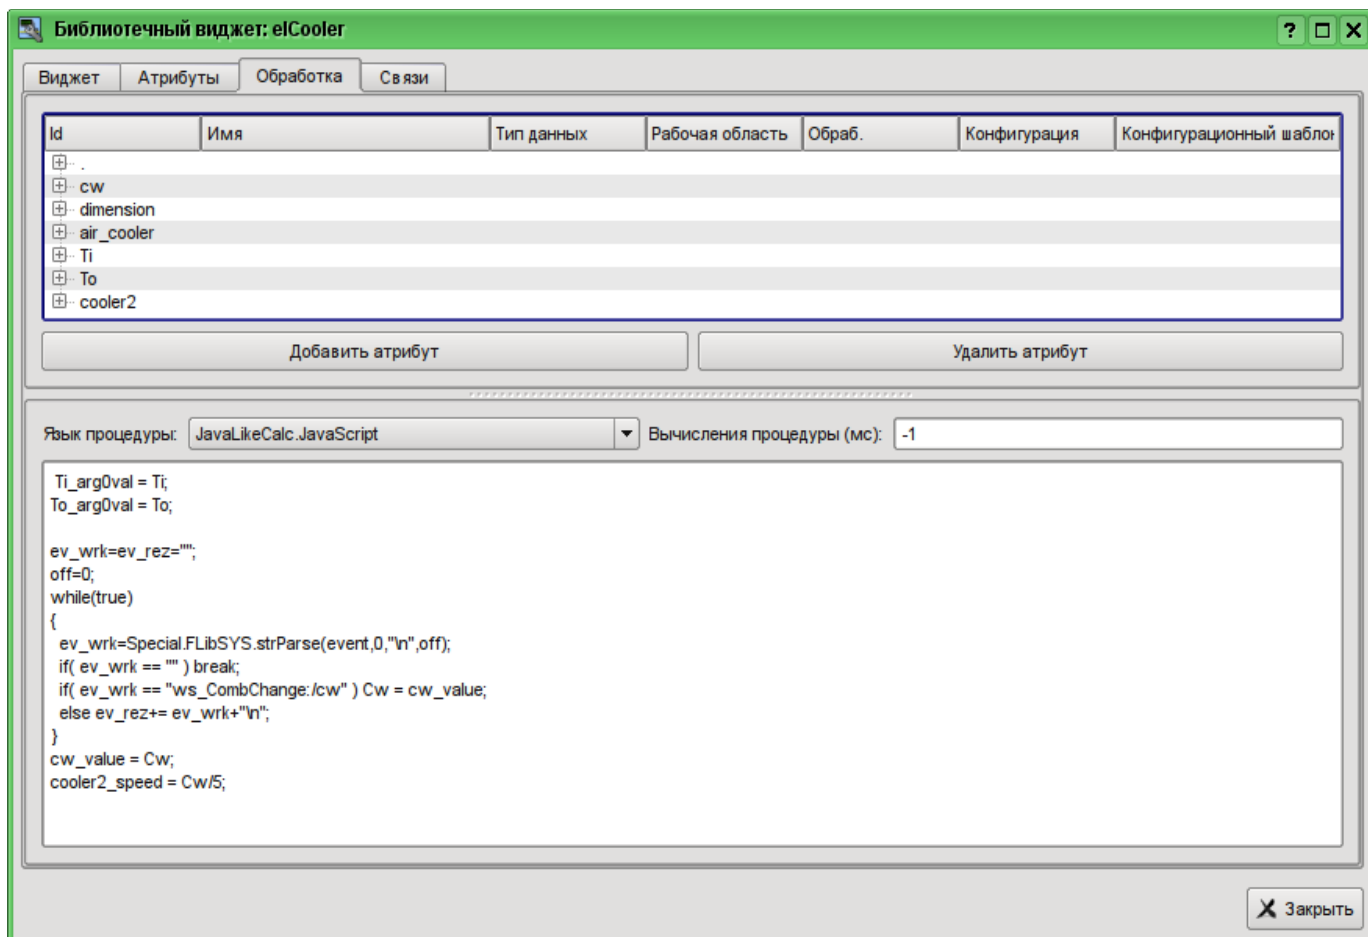 Библиотечный виджет: elCooler
Виджет Атрибуты Обработка Связи
Id Имя Тип данных Рабочая область Обраб. Конфигурация Конфигурационный шаблон
.
cw
dimension
air_cooler
Ti
To
cooler2
Добавить атрибут Удалить атрибут
Язык процедуры: JavaLikeCalc.JavaScript Вычисления процедуры (мс): -1
Ti_arg0val = Ti;
To_arg0val = To;
ev_wrk=ev_rez="";
off=0;
while(true)
{
ev_wrk=Special.FLibSYS.strParse(event,0,"\n",off);
if( ev_wrk == "" ) break;
if( ev_wrk == "ws_CombChange:/cw" ) Cw = cw_value;
else ev_rez+= ev_wrk+"\n";
}
cw_value = Cw;
cooler2_speed = Cw/5;
Закрыть